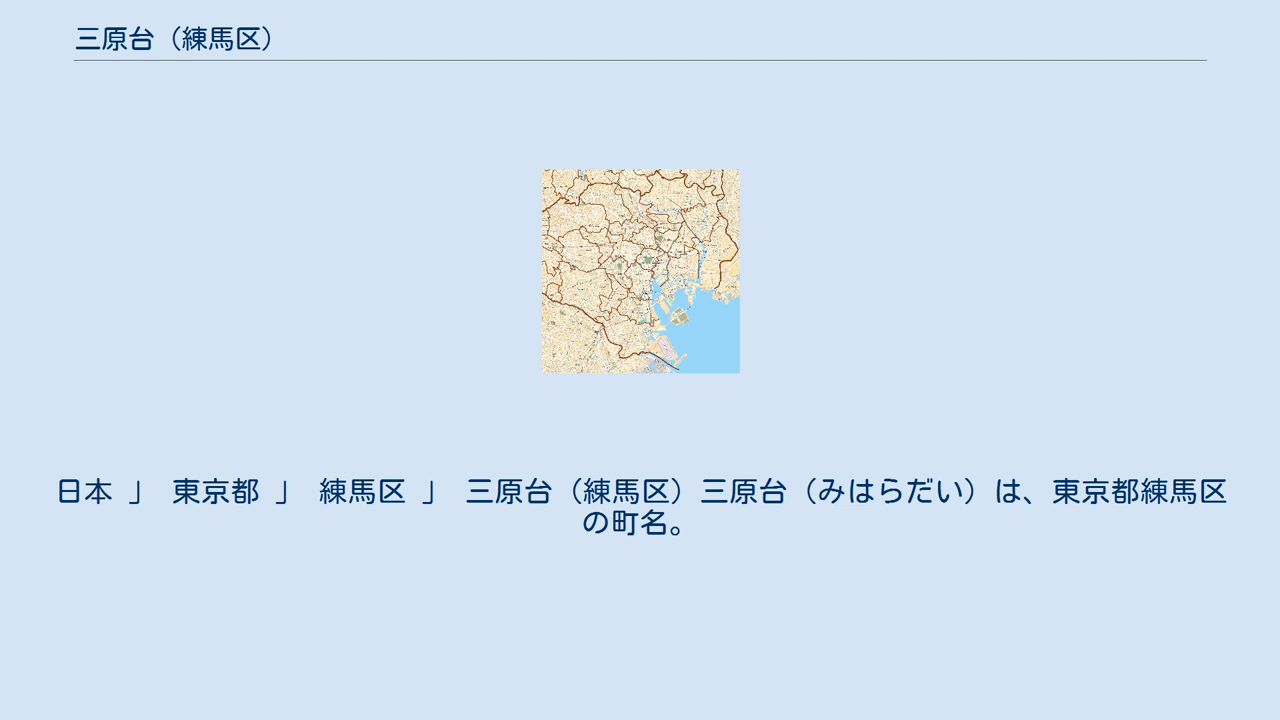 三原台（練馬区）
日本 」 東京都 」 練馬区 」 三原台（練馬区）三原台（みはらだい）は、東京都練馬区
の町名。